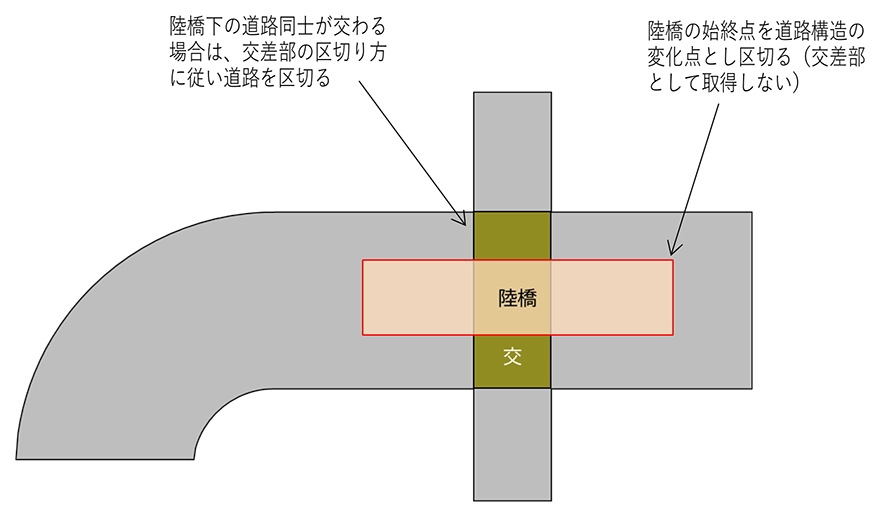 陸橋下の道路同士が交わる
場合は、交差部の区切り方
に従い道路を区切る
陸橋の始終点を道路構造の
変化点とし区切る（交差部
として取得しない）
陸橋
交